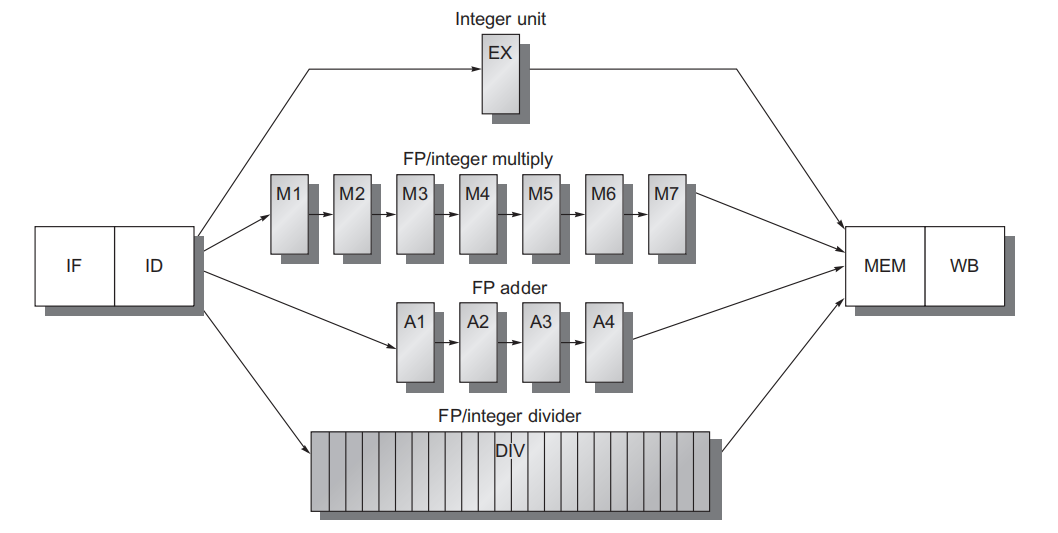 Integer unit
EX
FP/integer multiply
M1 M2 M3 M4 M5 M6 M7
IF ID
MEM WB
FP adder
A1 A2 A3 A4
FP/integer divider
DIV